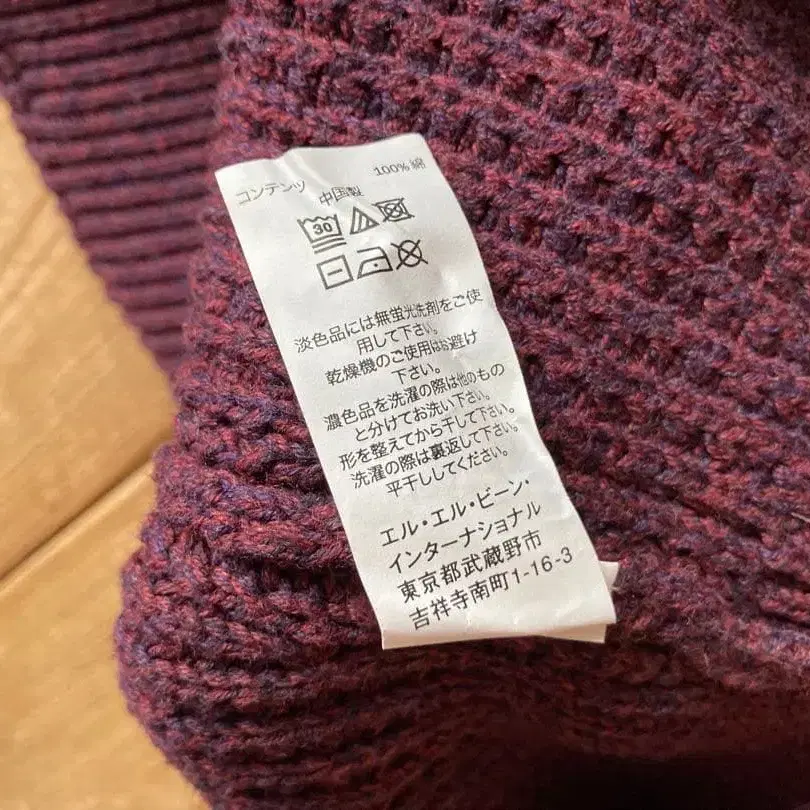 コンテンツ 100% 綿
中国製
30
淡色品には無蛍光洗剤をご使
用して下さい。
乾燥機のご使用はお避け
下さい。
濃色品を洗濯の際は他のもの
と分けてお洗い下さい。
形を整えてから干して下さい。
洗濯の際は裏返して下さい。
平干ししてください。
エル・エル・ビーン・
インターナショナル
東京都武蔵野市
吉祥寺南町1-16-3